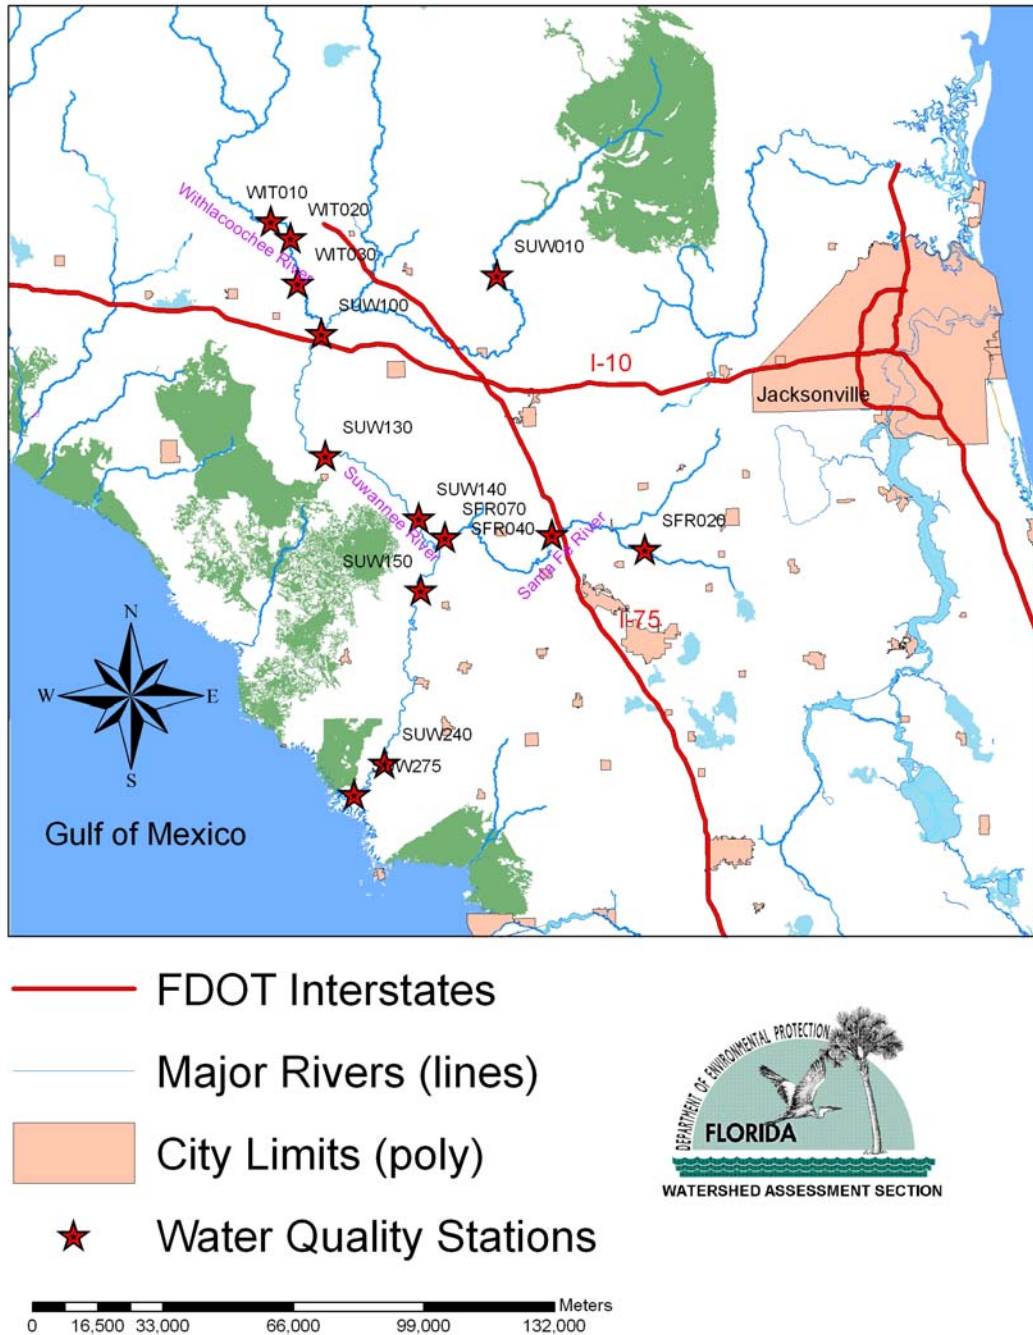 WIT010
WIT020
Withlacoochee River
WIT030
SUW010
SUW100
I-10
Jacksonville
SUW130
Suwannee River
SUW140
SFR070
SFR040
SFR020
SUW150
Santa Fe River
I-75
N
W
E
S
SUW240
SUW275
Gulf of Mexico
FDOT Interstates
Major Rivers (lines)
City Limits (poly)
Water Quality Stations
DEPARTMENT OF ENVIRONMENTAL PROTECTION
FLORIDA
WATERSHED ASSESSMENT SECTION
Meters
0 16,500 33,000 66,000 99,000 132,000